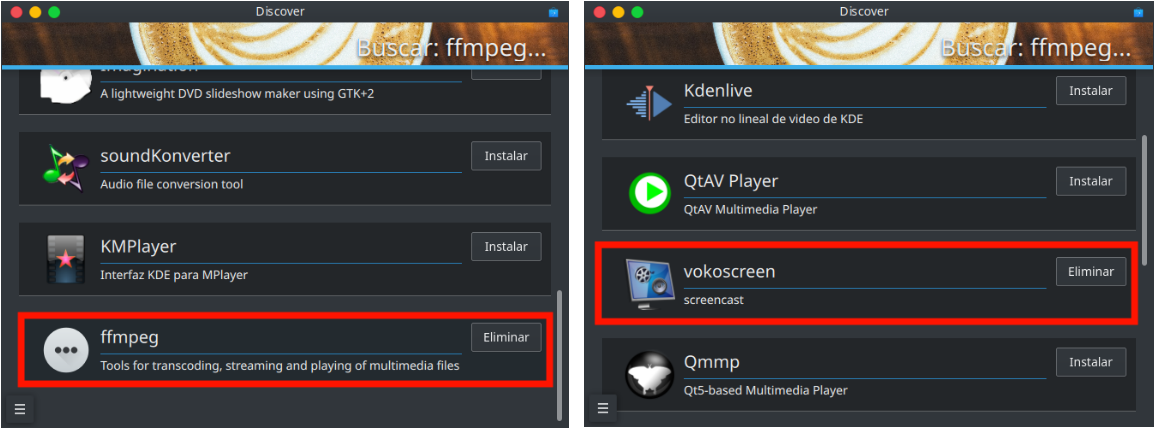 Discover
Buscar: ffmpeg...
Imagination
A lightweight DVD slideshow maker using GTK+2
soundKonverter
Instalar
Audio file conversion tool
KMPlayer
Instalar
Interfaz KDE para MPlayer
ffmpeg
Eliminar
Tools for transcoding, streaming and playing of multimedia files
Discover
Buscar: ffmpeg...
Kdenlive
Instalar
Editor no lineal de video de KDE
QtAV Player
Instalar
QtAV Multimedia Player
vokoscreen
Eliminar
screencast
Qmmp
Instalar
Qt5-based Multimedia Player